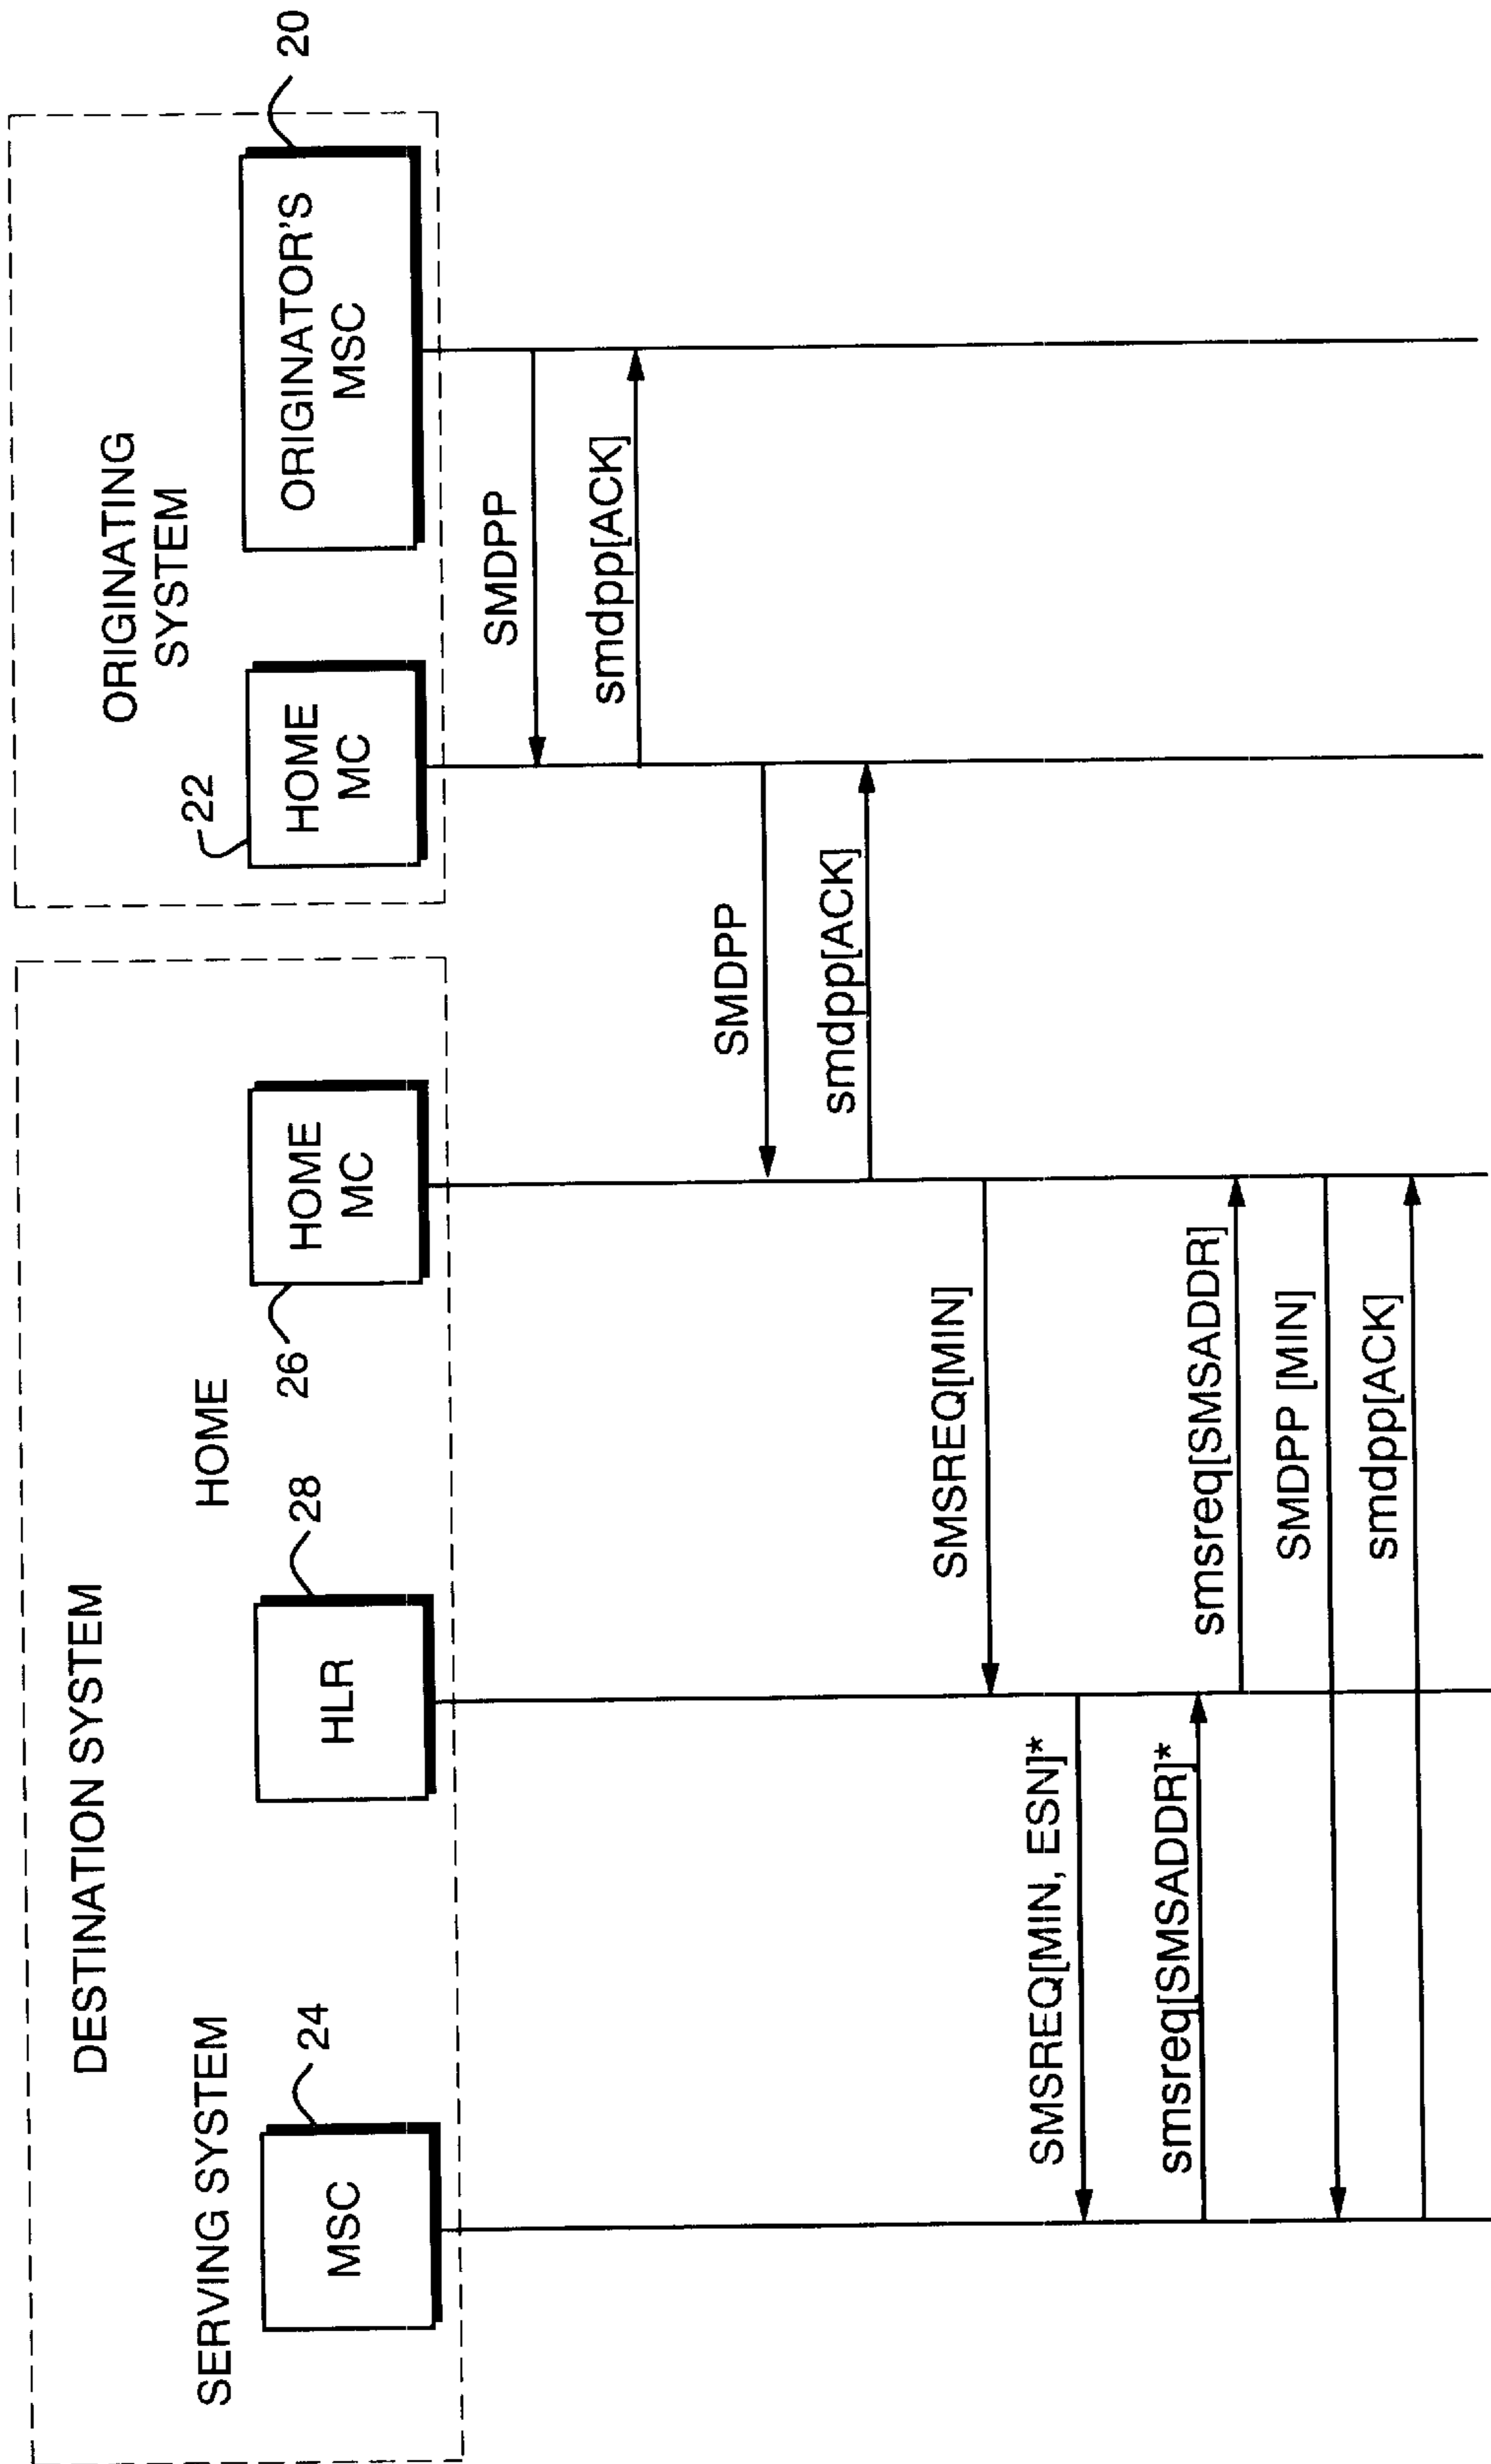 DESTINATION SYSTEM
SERVING SYSTEM
HOME
ORIGINATING
SYSTEM
24
28
26
22
20
MSC
HLR
HOME
MC
HOME
MC
ORIGINATOR'S
MSC
SMDPP
smdpp[ACK]
SMDPP
smdpp[ACK]
SMSREQ[MIN]
SMSREQ[MIN, ESN]*
smsreq[SMSADDR]*
smsreq[SMSADDR]
SMDPP [MIN]
smdpp[ACK]